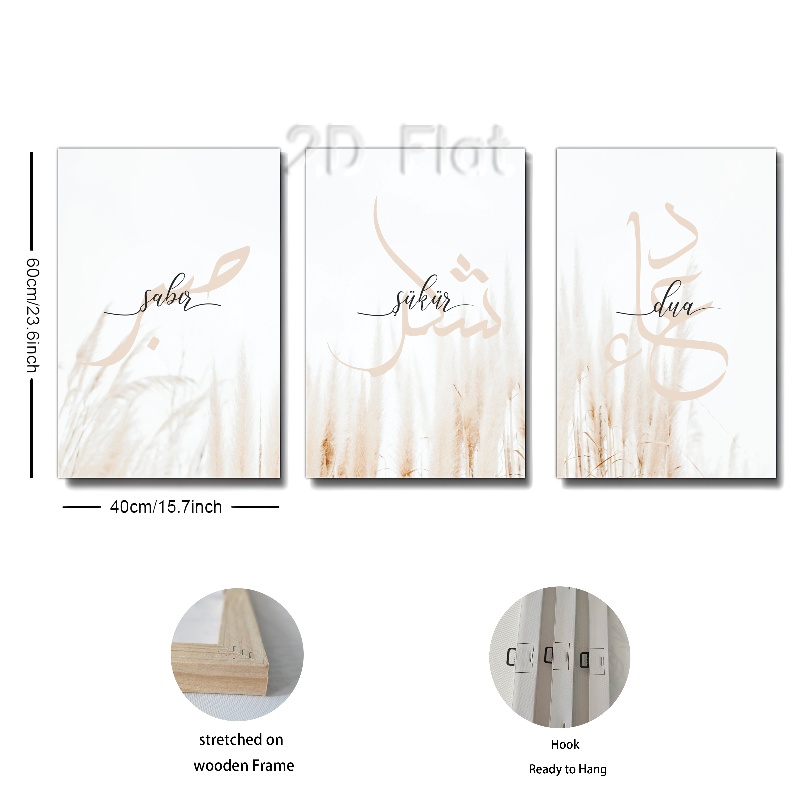 2D Flat
صبر
sabır
شكر
şükür
دعاء
dua
60cm/23.6inch
40cm/15.7inch
stretched on
wooden Frame
Hook
Ready to Hang